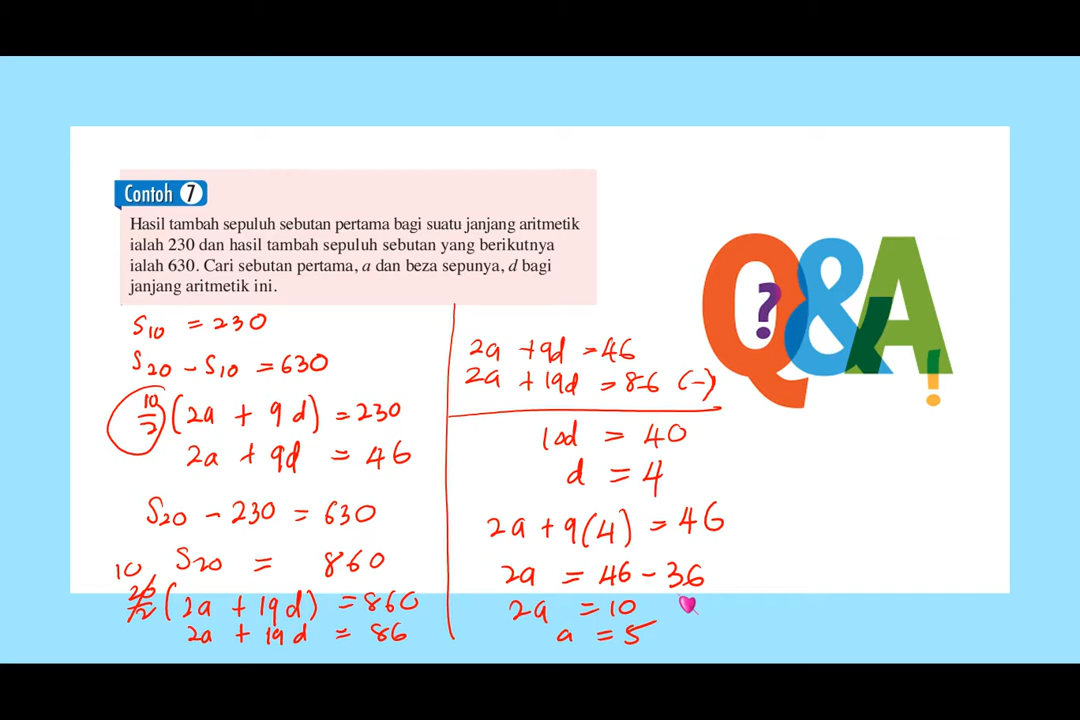 Contoh 7
Hasil tambah sepuluh sebutan pertama bagi suatu janjang aritmetik
ialah 230 dan hasil tambah sepuluh sebutan yang berikutnya
ialah 630. Cari sebutan pertama, a dan beza sepunya, d bagi
janjang aritmetik ini.
Q&A
?
!
S₁₀ = 230
S₂₀ - S₁₀ = 630
10/2 (2a + 9d) = 230
2a + 9d = 46
S₂₀ - 230 = 630
S₂₀ = 860
10
20/2 (2a + 19d) = 860
2a + 19d = 86
2a + 9d = 46
2a + 19d = 86 (-)
10d = 40
d = 4
2a + 9(4) = 46
2a = 46 - 36
2a = 10
a = 5